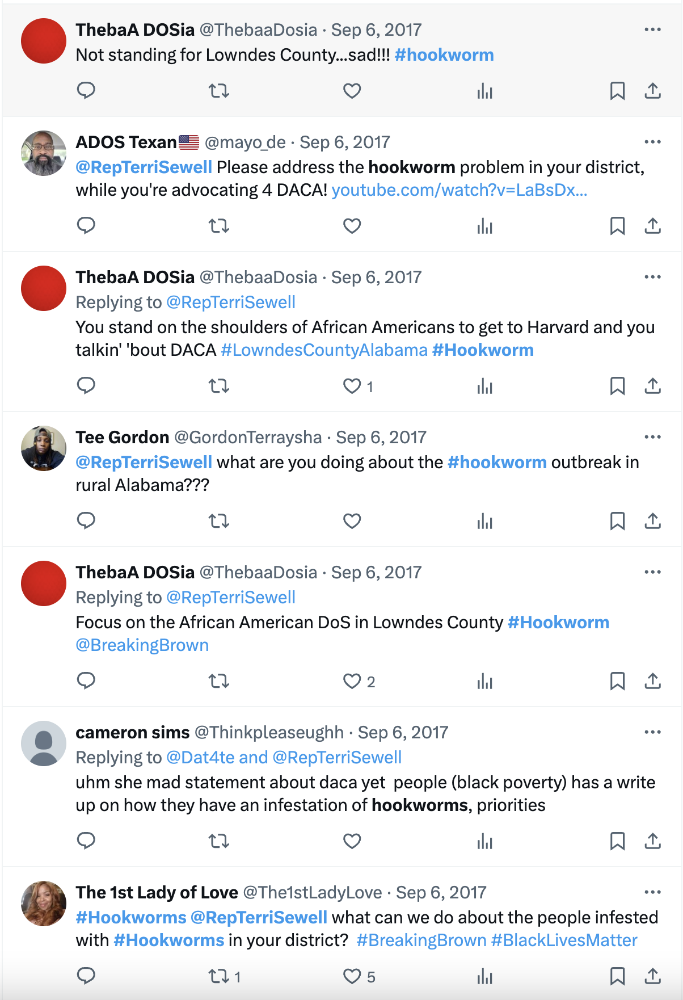 ThebaA DOSia @ThebaaDosia · Sep 6, 2017
Not standing for Lowndes County...sad!!! #hookworm
ADOS Texan🇺🇸 @mayo_de · Sep 6, 2017
@RepTerriSewell Please address the hookworm problem in your district,
while you're advocating 4 DACA! youtube.com/watch?v=LaBsDx...
ThebaA DOSia @ThebaaDosia · Sep 6, 2017
Replying to @RepTerriSewell
You stand on the shoulders of African Americans to get to Harvard and you
talkin' 'bout DACA #LowndesCountyAlabama #Hookworm
1
Tee Gordon @GordonTerraysha · Sep 6, 2017
@RepTerriSewell what are you doing about the #hookworm outbreak in
rural Alabama???
ThebaA DOSia @ThebaaDosia · Sep 6, 2017
Replying to @RepTerriSewell
Focus on the African American DoS in Lowndes County #Hookworm
@BreakingBrown
2
cameron sims @Thinkpleaseughh · Sep 6, 2017
Replying to @Dat4te and @RepTerriSewell
uhm she mad statement about daca yet  people (black poverty) has a write
up on how they have an infestation of hookworms, priorities
The 1st Lady of Love @The1stLadyLove · Sep 6, 2017
#Hookworms @RepTerriSewell what can we do about the people infested
with #Hookworms in your district?  #BreakingBrown #BlackLivesMatter
1 5